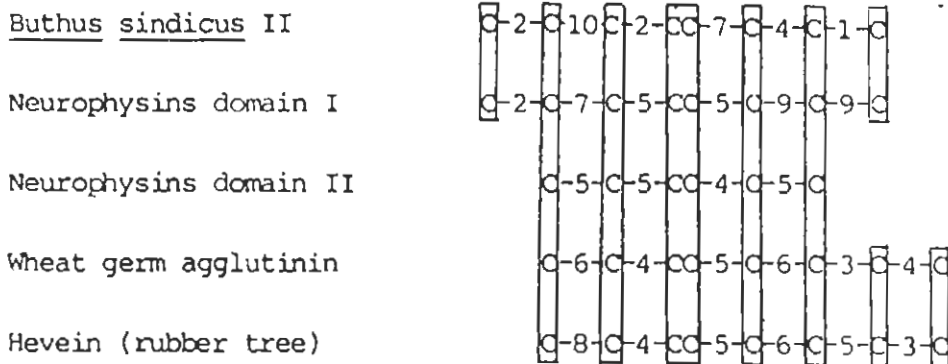 Buthus sindicus II C-2-C-10-C-2-CC-7-C-4-C-1-C
Neurophysins domain I C-2-C-7-C-5-CC-5-C-9-C-9-C
Neurophysins domain II C-5-C-5-CC-4-C-5-C
Wheat germ agglutinin C-6-C-4-CC-5-C-6-C-3-C-4-C
Hevein (rubber tree) C-8-C-4-CC-5-C-6-C-5-C-3-C